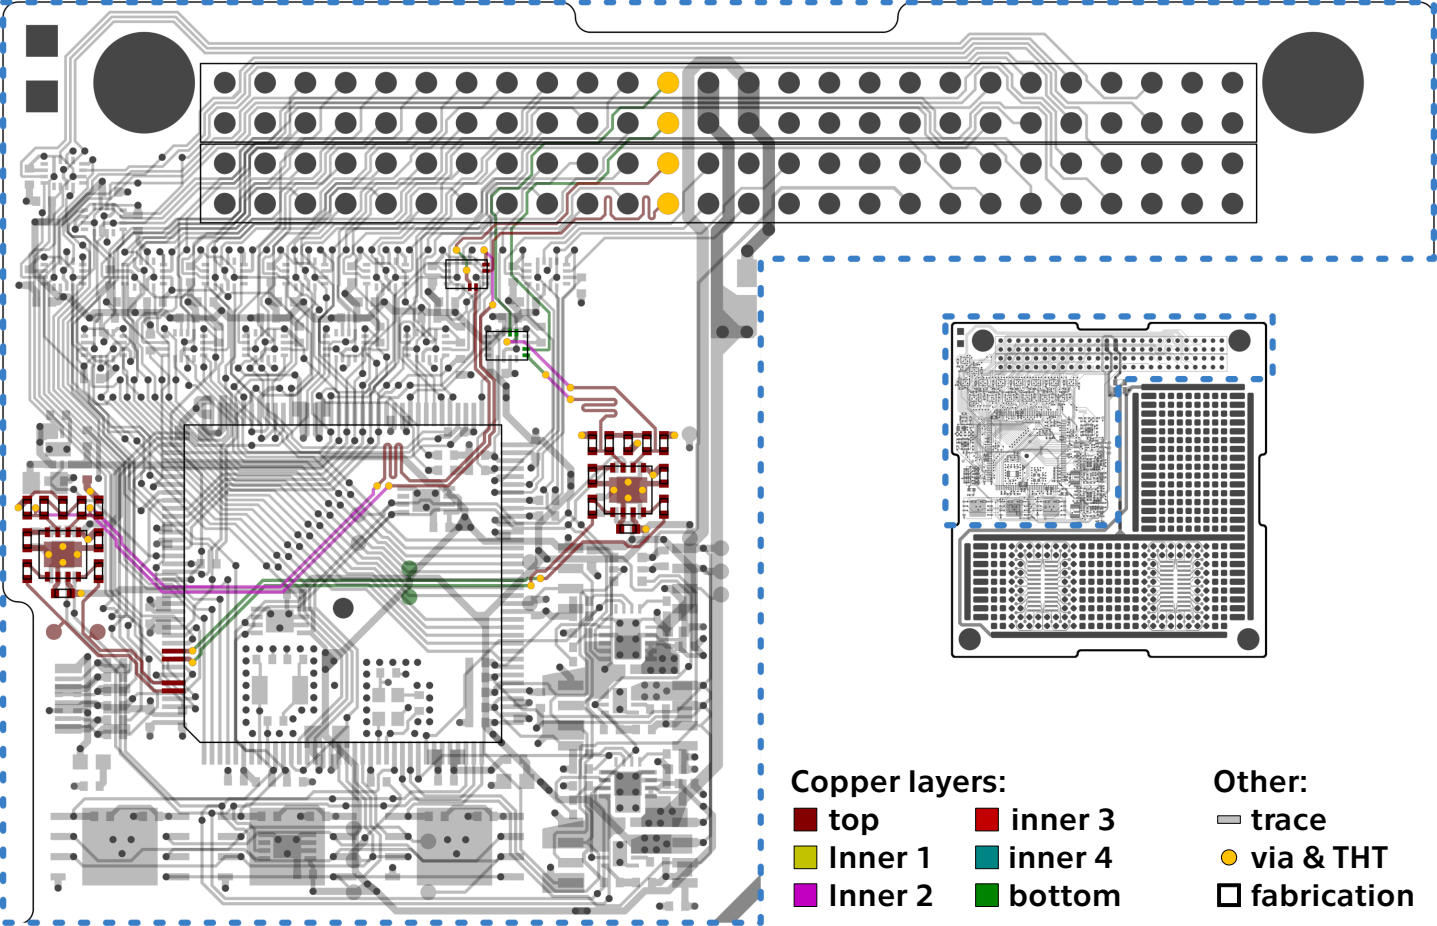 Copper layers:
top
Inner 1
Inner 2
inner 3
inner 4
bottom
Other:
trace
via & THT
fabrication